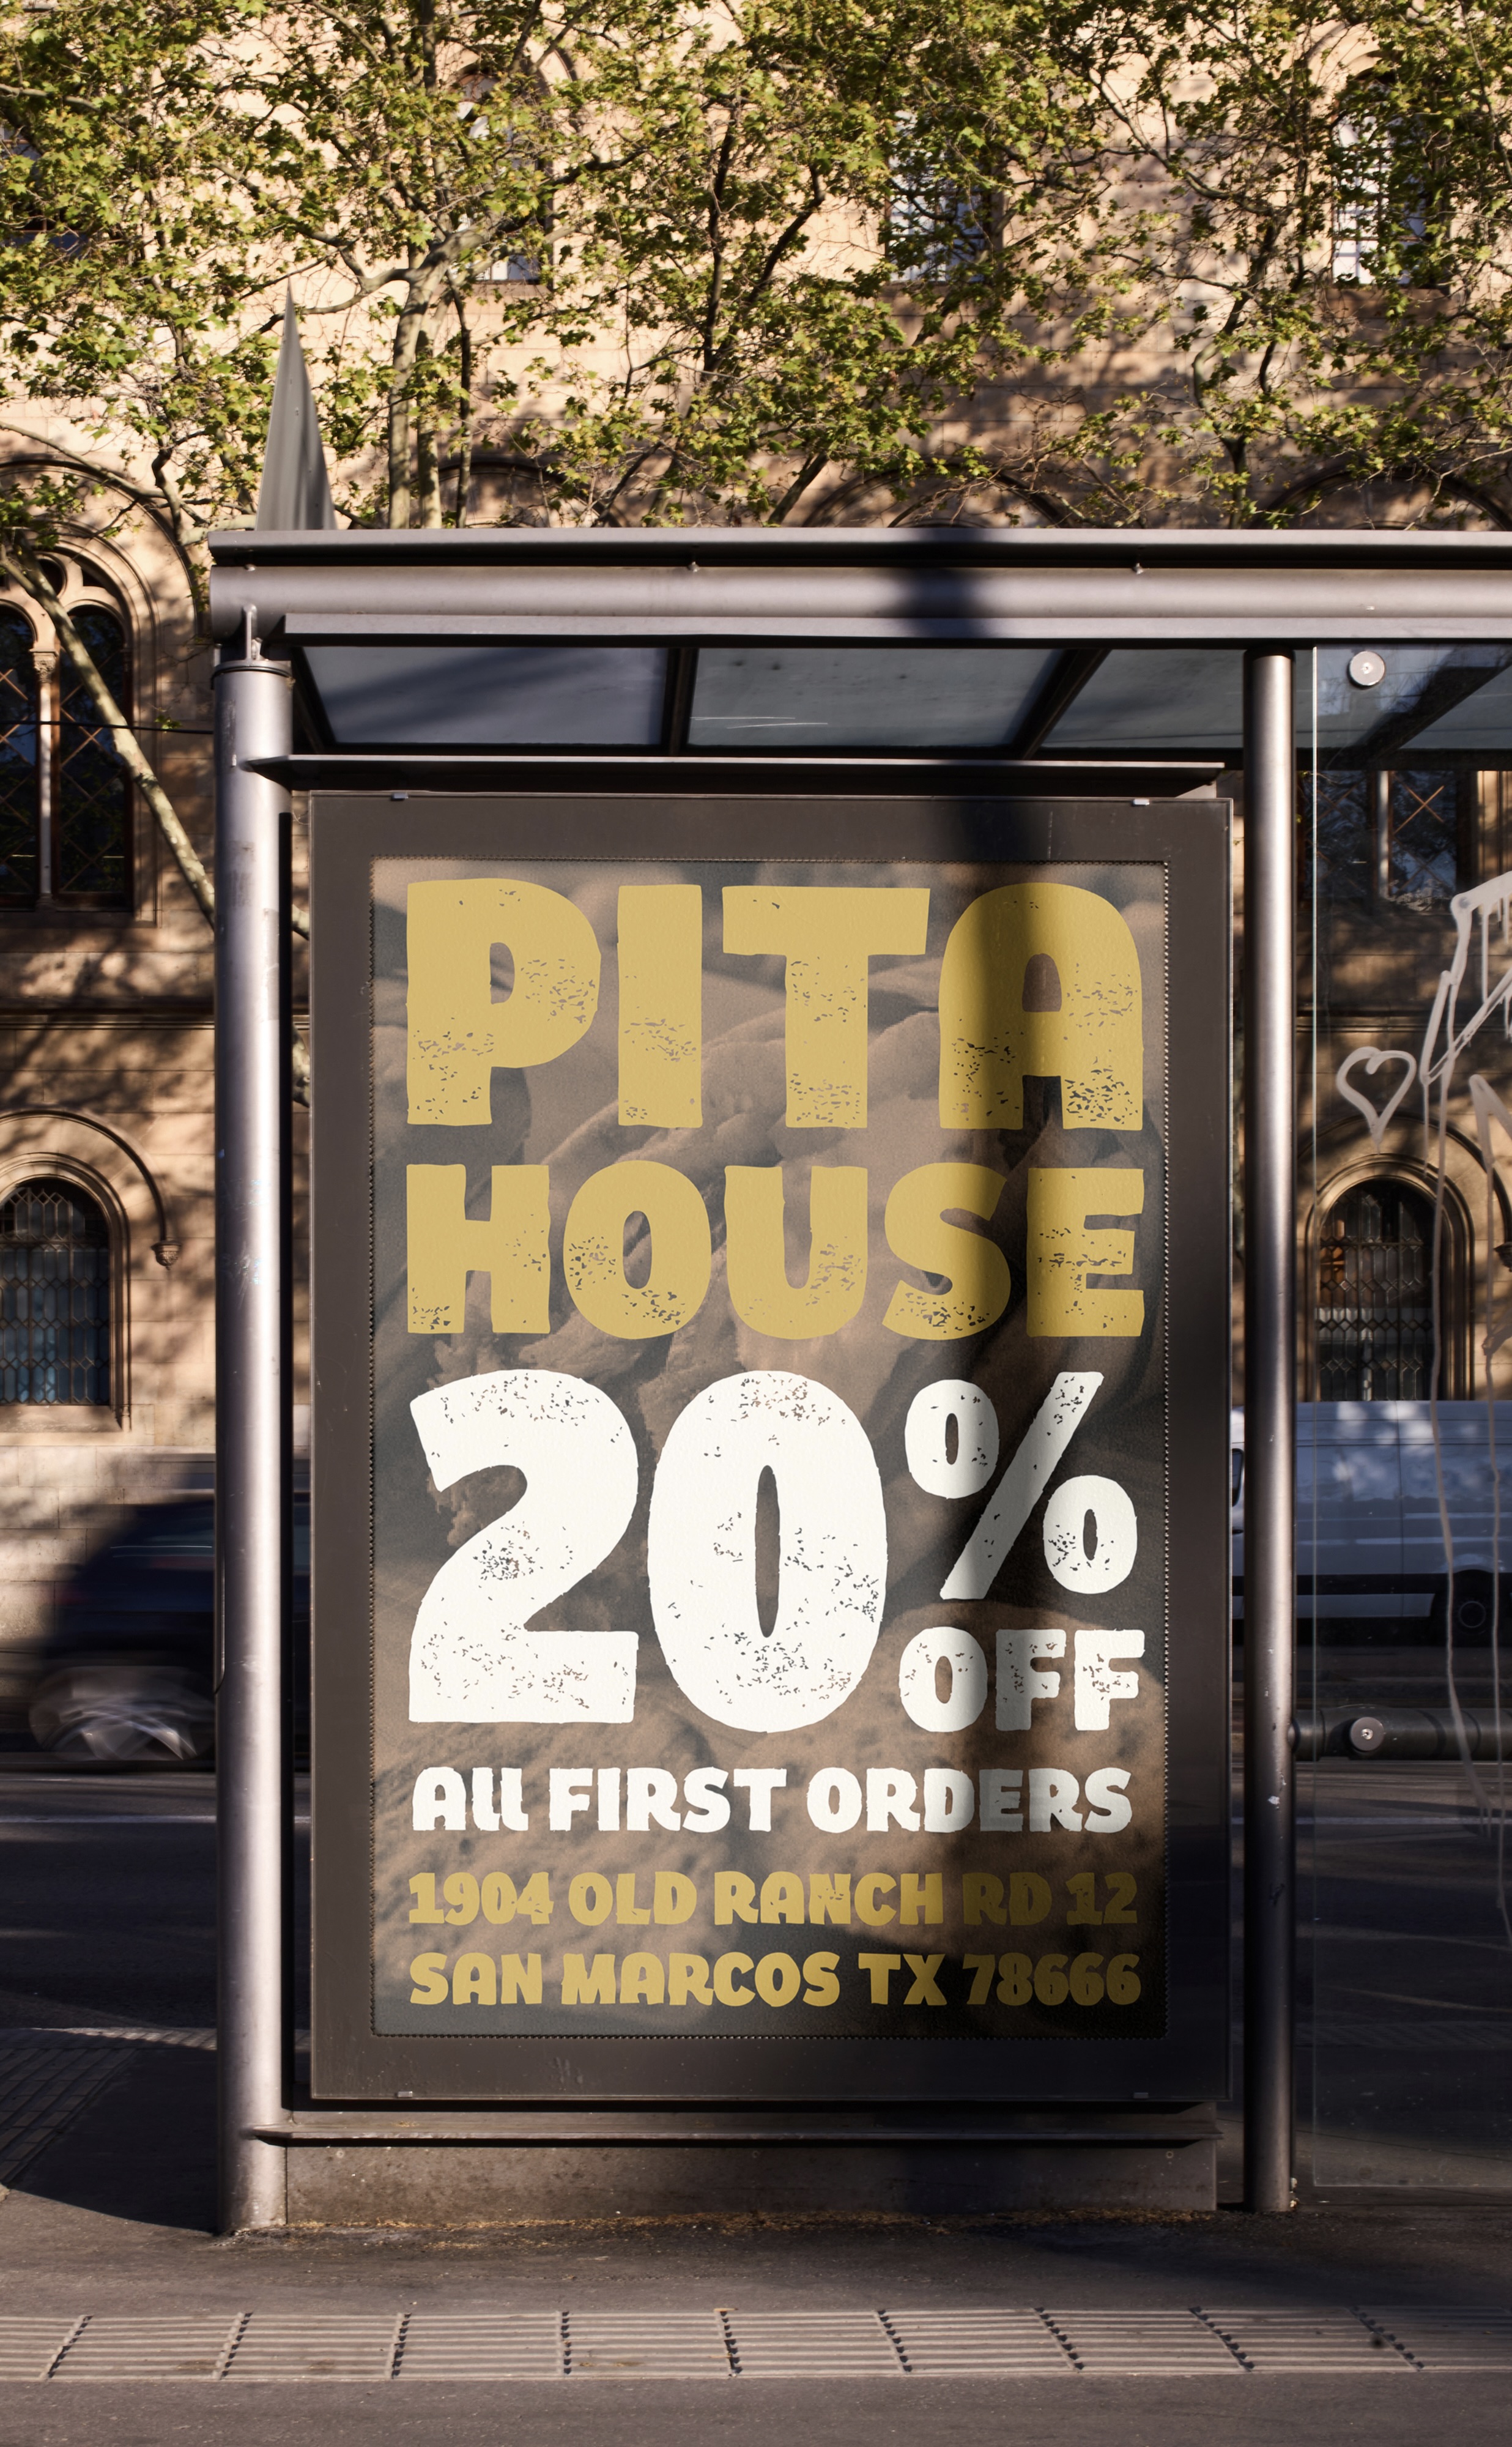 PITA
HOUSE
20%
OFF
All FIRST ORDERS
1904 OLD RANCH RD 12
SAN MARCOS TX 78666